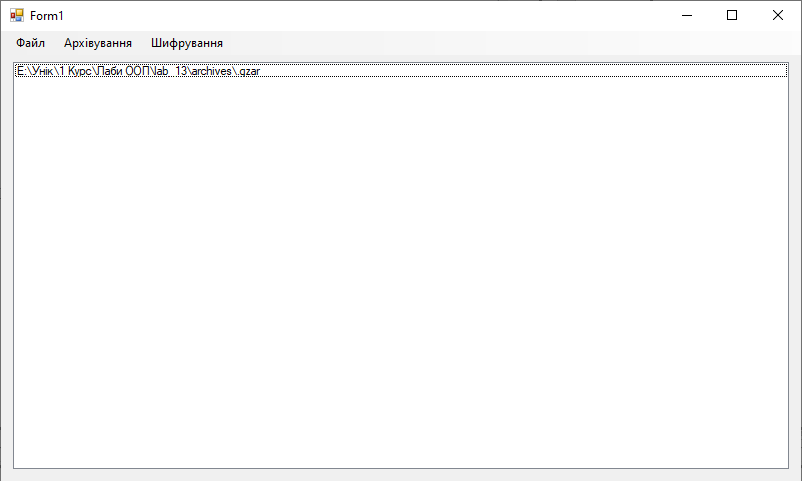 Form1
Файл Архівування Шифрування
E:\Унік\1 Курс\Лаби ООП\lab_13\archives\.gzar